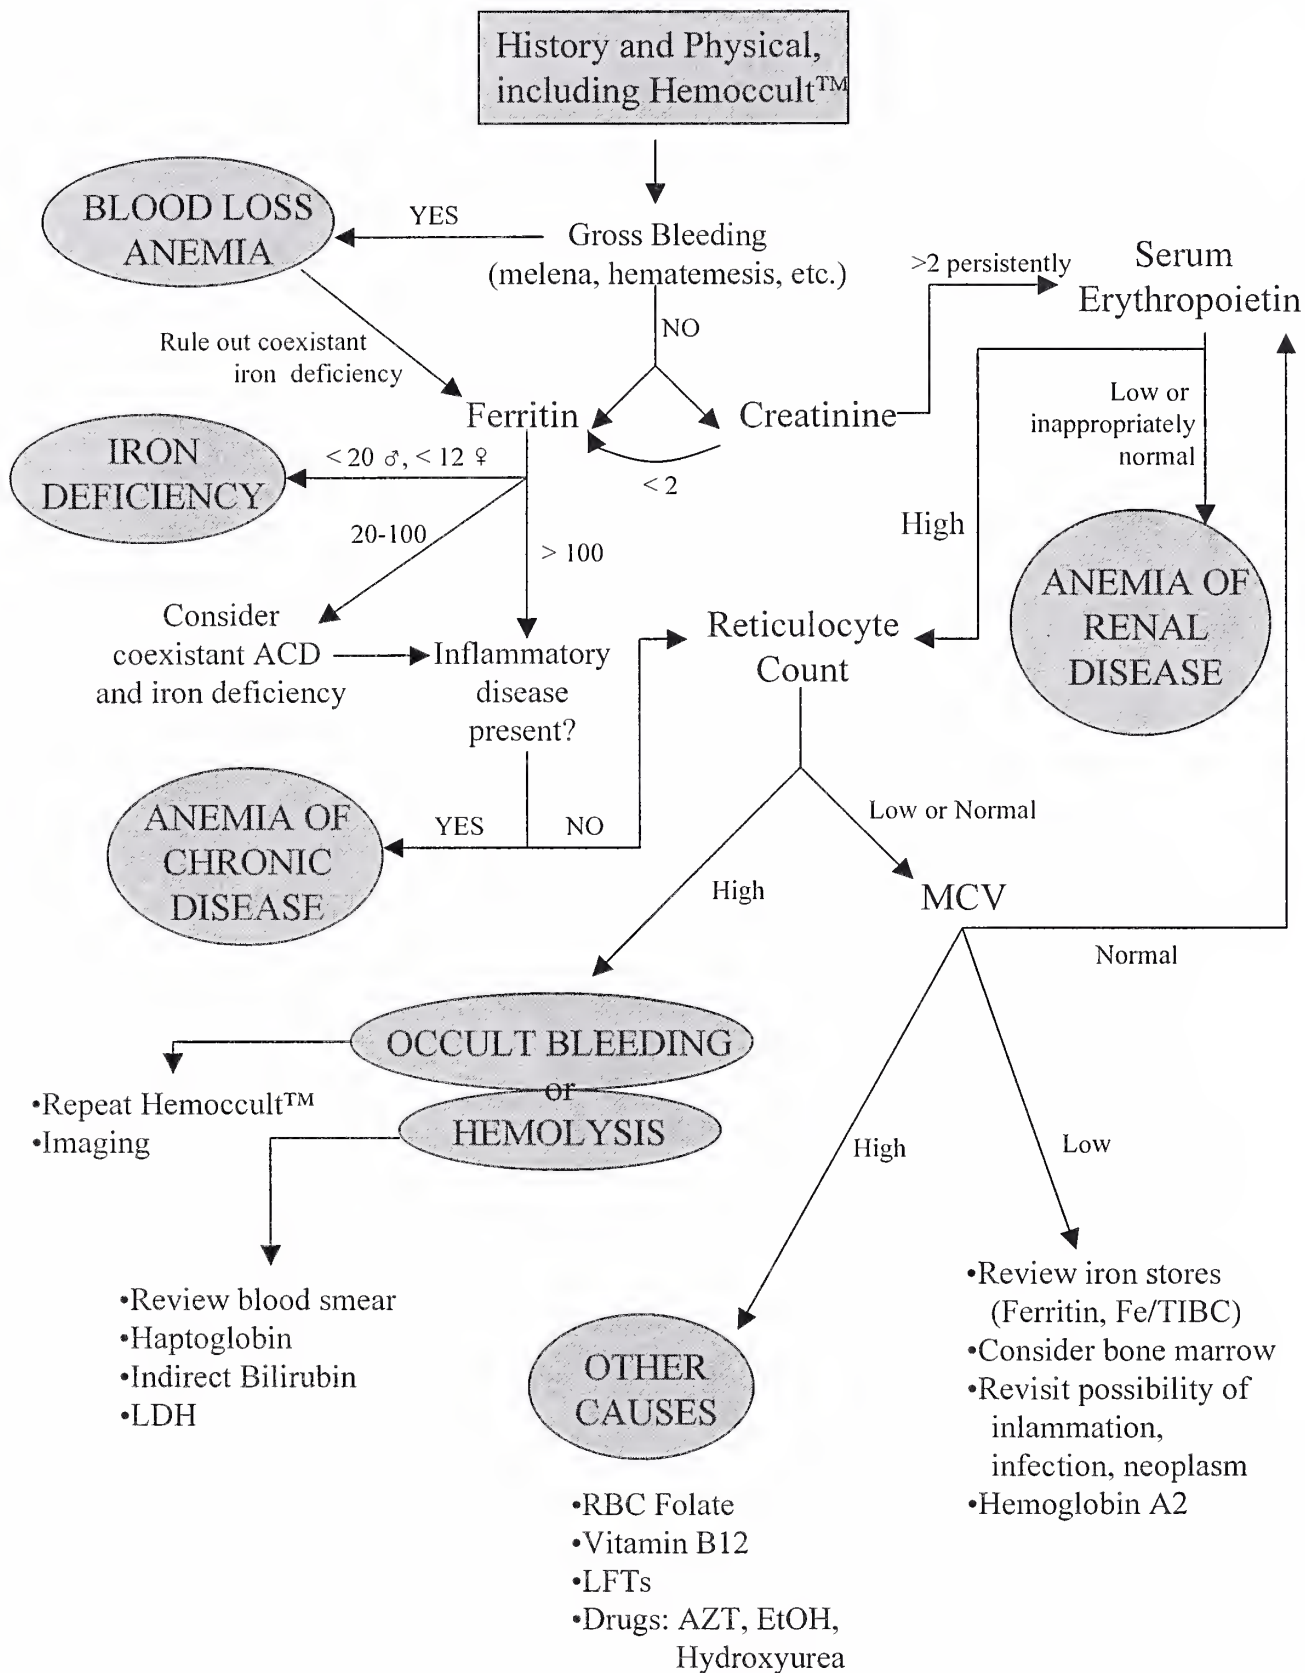 History and Physical,
including Hemoccult™
BLOOD LOSS
ANEMIA
YES
Gross Bleeding
(melena, hematemesis, etc.)
>2 persistently
Serum
Erythropoietin
NO
Rule out coexistant
iron deficiency
Ferritin
Creatinine
Low or
inappropriately
normal
IRON
DEFICIENCY
< 20 ♂, < 12 ♀
< 2
High
20-100
> 100
ANEMIA OF
RENAL
DISEASE
Consider
coexistant ACD
and iron deficiency
Inflammatory
disease
present?
Reticulocyte
Count
ANEMIA OF
CHRONIC
DISEASE
YES
NO
Low or Normal
High
MCV
Normal
OCCULT BLEEDING
or
HEMOLYSIS
•Repeat Hemoccult™
•Imaging
High
Low
•Review blood smear
•Haptoglobin
•Indirect Bilirubin
•LDH
•Review iron stores
(Ferritin, Fe/TIBC)
•Consider bone marrow
•Revisit possibility of
inlammation,
infection, neoplasm
•Hemoglobin A2
OTHER
CAUSES
•RBC Folate
•Vitamin B12
•LFTs
•Drugs: AZT, EtOH,
Hydroxyurea